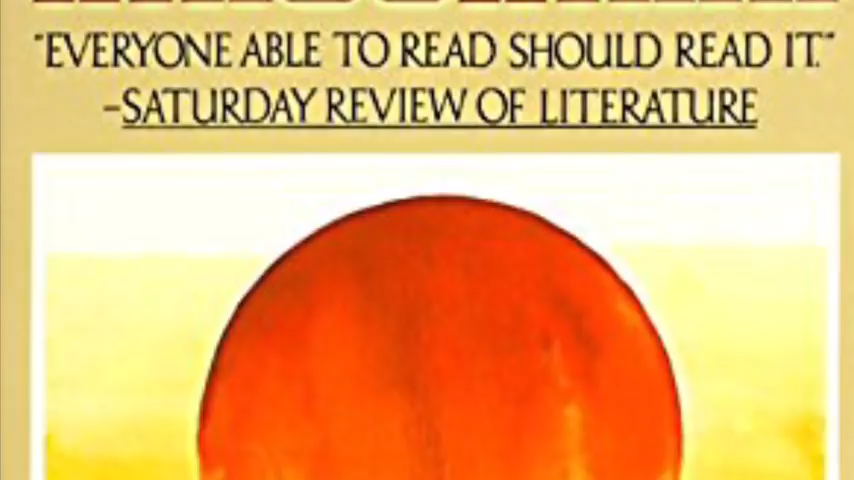 "EVERYONE ABLE TO READ SHOULD READ IT."
-SATURDAY REVIEW OF LITERATURE